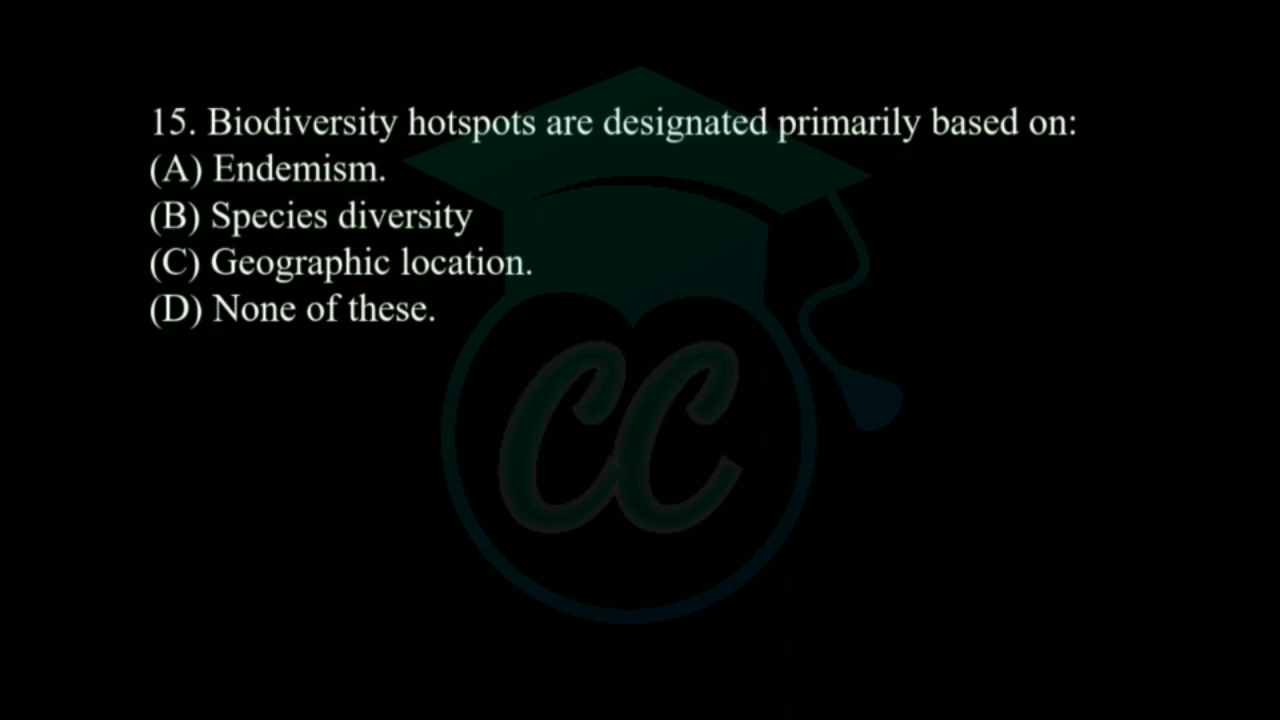 15. Biodiversity hotspots are designated primarily based on:
(A) Endemism.
(B) Species diversity
(C) Geographic location.
(D) None of these.
CC